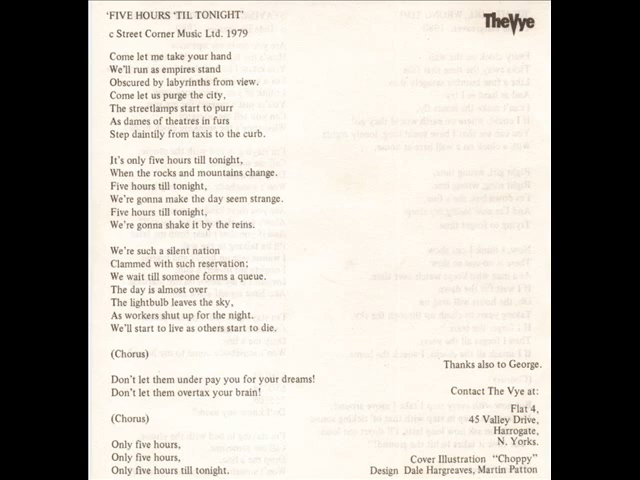 'FIVE HOURS 'TIL TONIGHT'
TheVye
c Street Corner Music Ltd. 1979
Come let me take your hand
We'll run as empires stand
Obscured by labyrinths from view.
Come let us purge the city,
The streetlamps start to purr
As dames of theatres in furs
Step daintily from taxis to the curb.
It's only five hours till tonight,
When the rocks and mountains change.
Five hours till tonight,
We're gonna make the day seem strange.
Five hours till tonight,
We're gonna shake it by the reins.
We're such a silent nation
Clammed with such reservation;
We wait till someone forms a queue.
The day is almost over
The lightbulb leaves the sky,
As workers shut up for the night.
We'll start to live as others start to die.
(Chorus)
Don't let them under pay you for your dreams!
Don't let them overtax your brain!
(Chorus)
Only five hours,
Only five hours,
Only five hours till tonight.
Thanks also to George.
Contact The Vye at:
Flat 4,
45 Valley Drive,
Harrogate,
N. Yorks.
Cover Illustration "Choppy"
Design Dale Hargreaves, Martin Patton